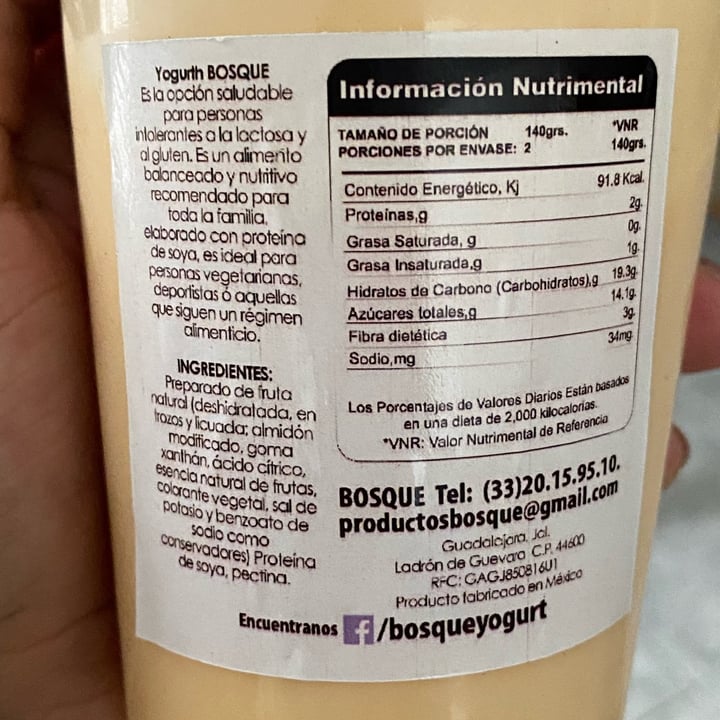 Yogurth BOSQUE
Es la opción saludable
para personas
intolerantes a la lactosa y
al gluten. Es un alimento
balanceado y nutritivo
recomendado para
toda la familia,
elaborado con proteína
de soya, es ideal para
personas vegetarianas,
deportistas ó aquellas
que siguen un régimen
alimenticio.
INGREDIENTES:
Preparado de fruta
natural (deshidratada, en
trozos y licuada; almidón
modificado, goma
xanthán, ácido cítrico,
esencia natural de frutas,
colorante vegetal, sal de
potasio y benzoato de
sodio como
conservadores) Proteína
de soya, pectina.
Información Nutrimental
TAMAÑO DE PORCIÓN 140grs. *VNR
PORCIONES POR ENVASE: 2 140grs.
Contenido Energético, Kj 91.8 Kcal.
Proteínas,g 2g.
Grasa Saturada, g 0g.
Grasa Insaturada,g 1g.
Hidratos de Carbono (Carbohidratos),g 19.3g.
Azúcares totales,g 14.1g.
Fibra dietética 3g.
Sodio,mg 34mg.
Los Porcentajes de Valores Diarios Están basados
en una dieta de 2,000 kilocalorias.
*VNR: Valor Nutrimental de Referencia
BOSQUE Tel: (33)20.15.95.10.
productosbosque@gmail.com
Guadalajara, Jal.
Ladrón de Guevara C.P. 44600
RFC: GAGJ850816U1
Producto fabricado en México
Encuentranos f/bosqueyogurt